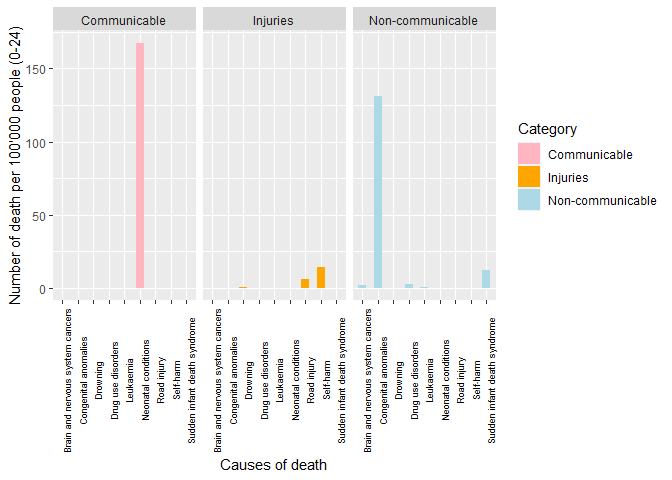 Communicable
Injuries
Non-communicable
Number of death per 100'000 people (0-24)
150
100
50
0
Brain and nervous system cancers
Congenital anomalies
Drowning
Drug use disorders
Leukaermia
Neonatal conditions
Road injury
Self-harm
Sudden infant death syndrome
Brain and nervous system cancers
Congenital anomalies
Drowning
Drug use disorders
Leukaermia
Neonatal conditions
Road injury
Self-harm
Sudden infant death syndrome
Brain and nervous system cancers
Congenital anomalies
Drowning
Drug use disorders
Leukaermia
Neonatal conditions
Road injury
Self-harm
Sudden infant death syndrome
Causes of death
Category
Communicable
Injuries
Non-communicable